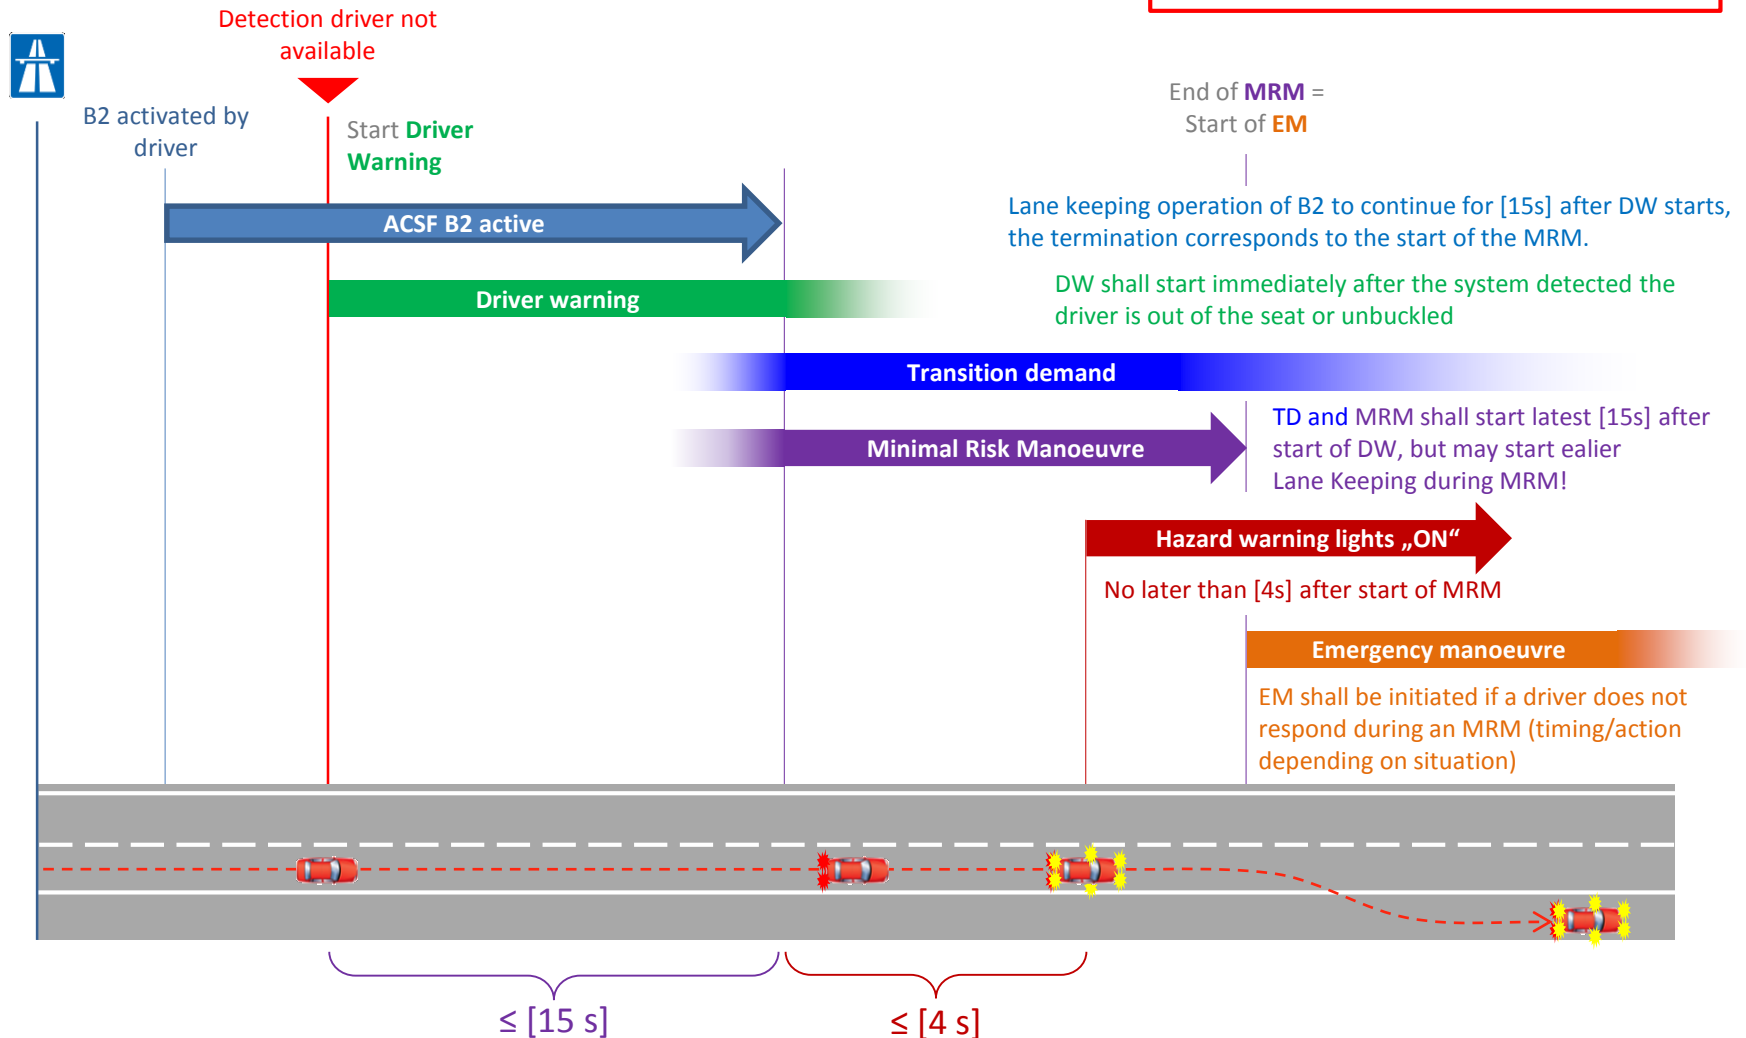 Detection driver not
available
B2 activated by
driver
Start Driver
Warning
End of MRM =
Start of EM
ACSF B2 active
Lane keeping operation of B2 to continue for [15s] after DW starts,
the termination corresponds to the start of the MRM.
Driver warning
DW shall start immediately after the system detected the
driver is out of the seat or unbuckled
Transition demand
TD and MRM shall start latest [15s] after
start of DW, but may start ealier
Lane Keeping during MRM!
Minimal Risk Manoeuvre
Hazard warning lights „ON“
No later than [4s] after start of MRM
Emergency manoeuvre
EM shall be initiated if a driver does not
respond during an MRM (timing/action
depending on situation)
≤ [15 s]
≤ [4 s]